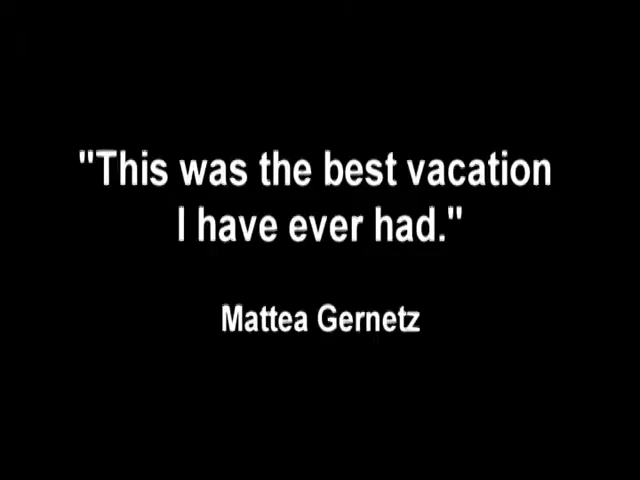 "This was the best vacation
I have ever had."
Mattea Gernetz